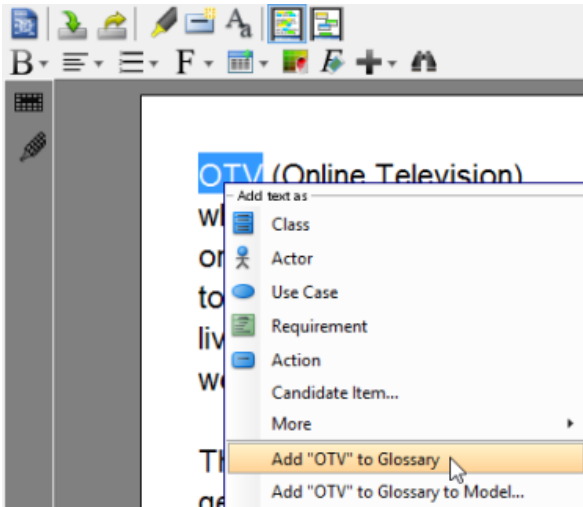 OTV (Online Television)
Add text as
Class
Actor
Use Case
Requirement
Action
Candidate Item...
More
Add "OTV" to Glossary
Add "OTV" to Glossary to Model...